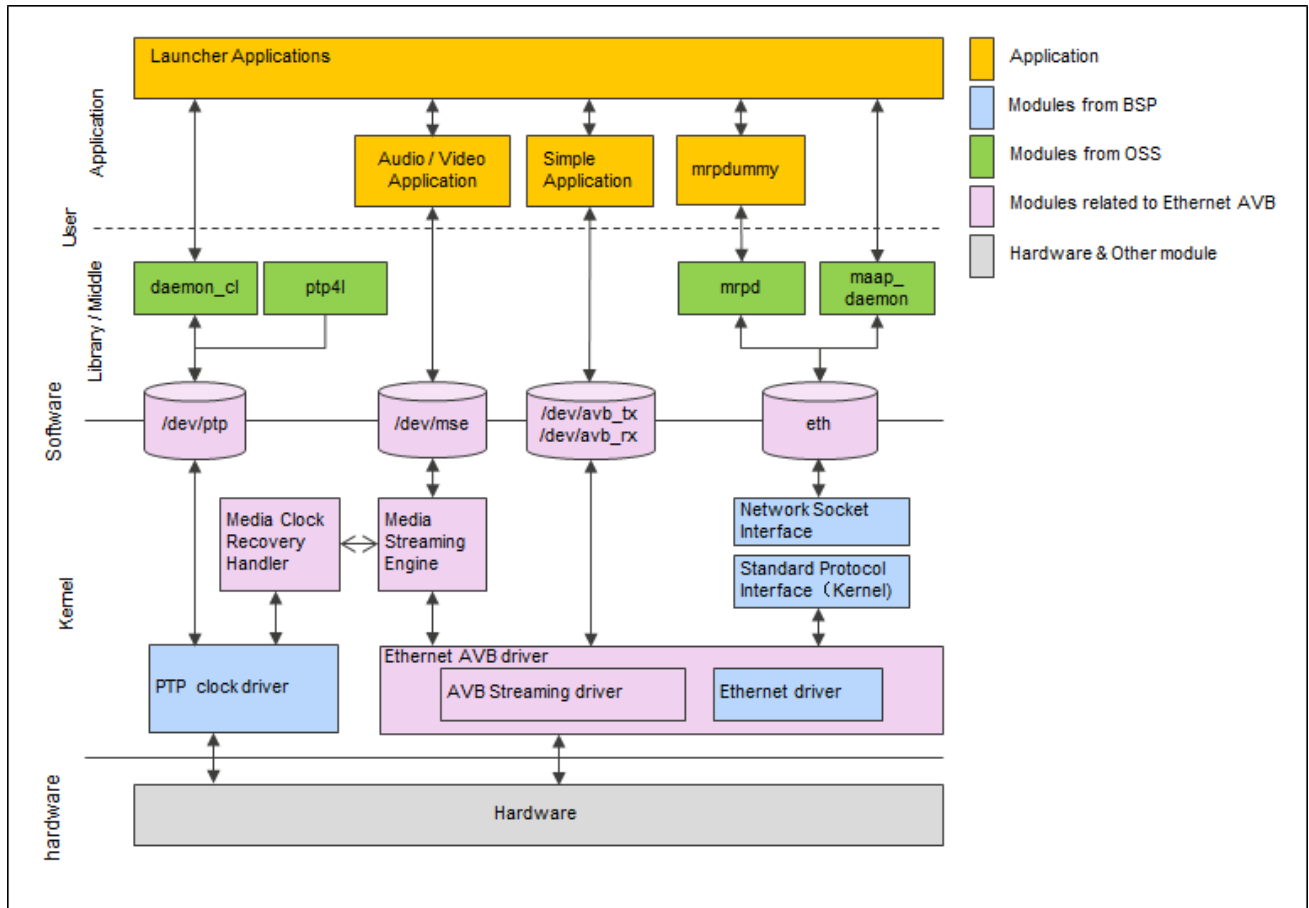 Launcher Applications
Application
Audio / Video
Application
Simple
Application
mrpdummy
User
Library / Middle
daemon_cl
ptp4l
mrpd
maap_
daemon
Software
/dev/ptp
/dev/mse
/dev/avb_tx
/dev/avb_rx
eth
Kernel
Media Clock
Recovery
Handler
Media
Streaming
Engine
Network Socket
Interface
Standard Protocol
Interface（Kernel)
PTP clock driver
Ethernet AVB driver
AVB Streaming driver
Ethernet driver
hardware
Hardware
Application
Modules from BSP
Modules from OSS
Modules related to Ethernet AVB
Hardware & Other module